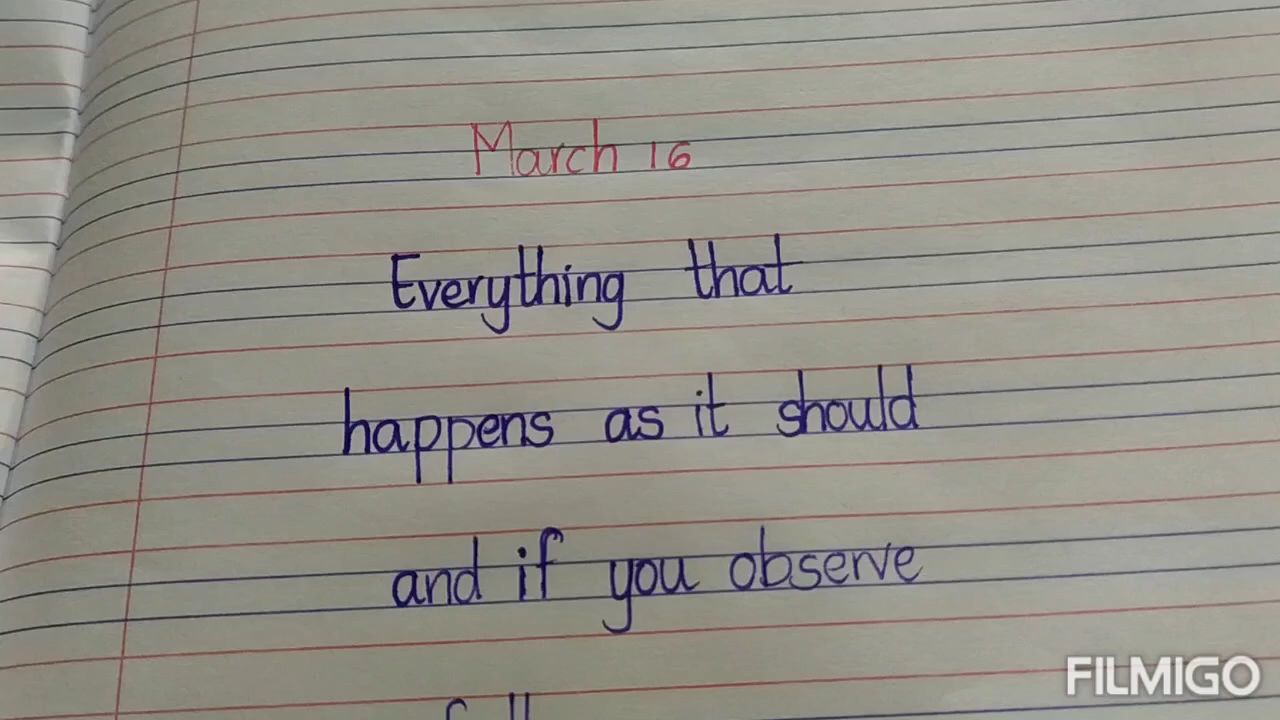 March 16
Everything that
happens as it should
and if you observe
FILMIGO